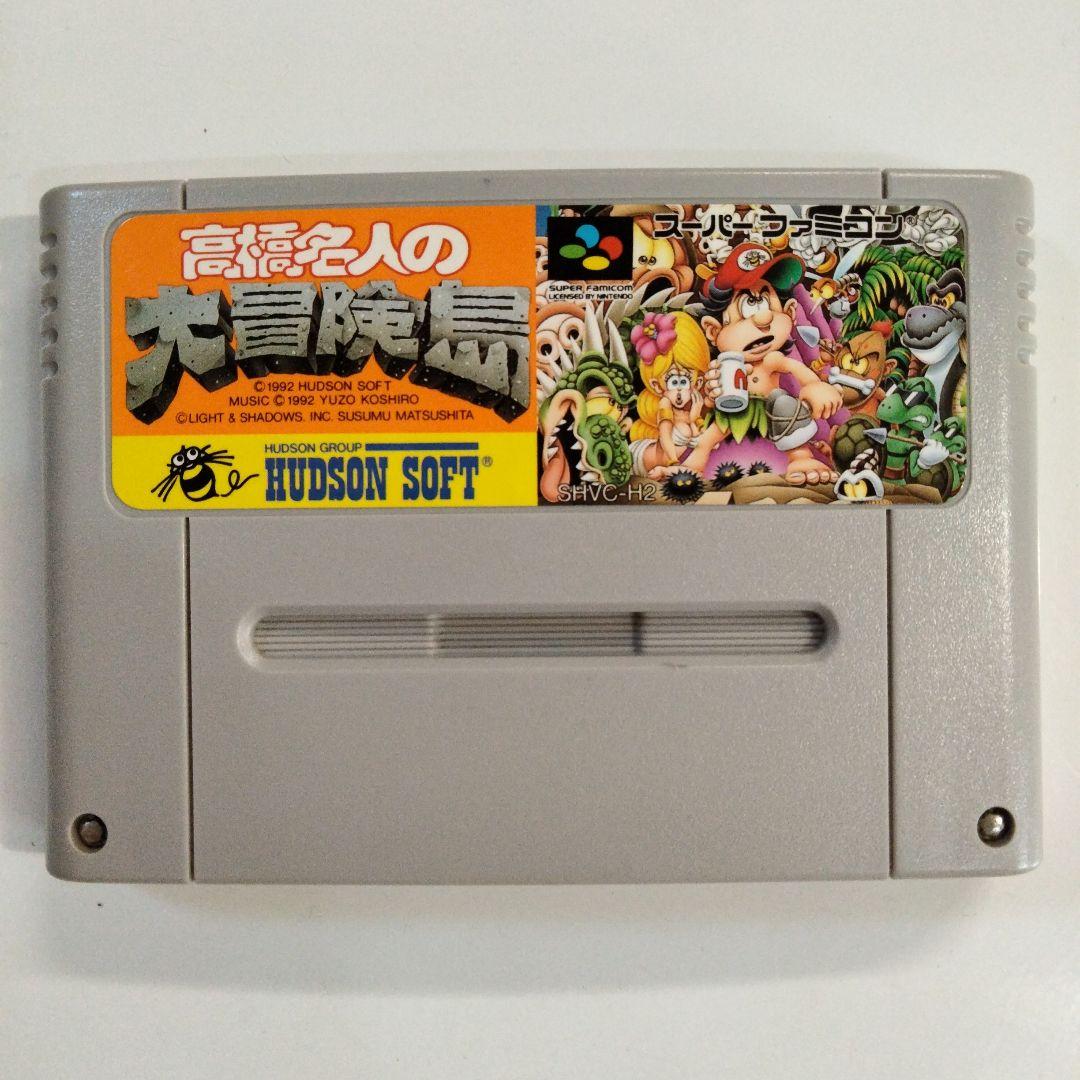 高橋名人の
大冒険島
©1992 HUDSON SOFT
MUSIC ©1992 YUZO KOSHIRO
©LIGHT & SHADOWS. INC. SUSUMU MATSUSHITA
HUDSON GROUP
HUDSON SOFT®
スーパーファミコン®
SUPER FAMICOM
LICENSED BY NINTENDO
SHVC-H2